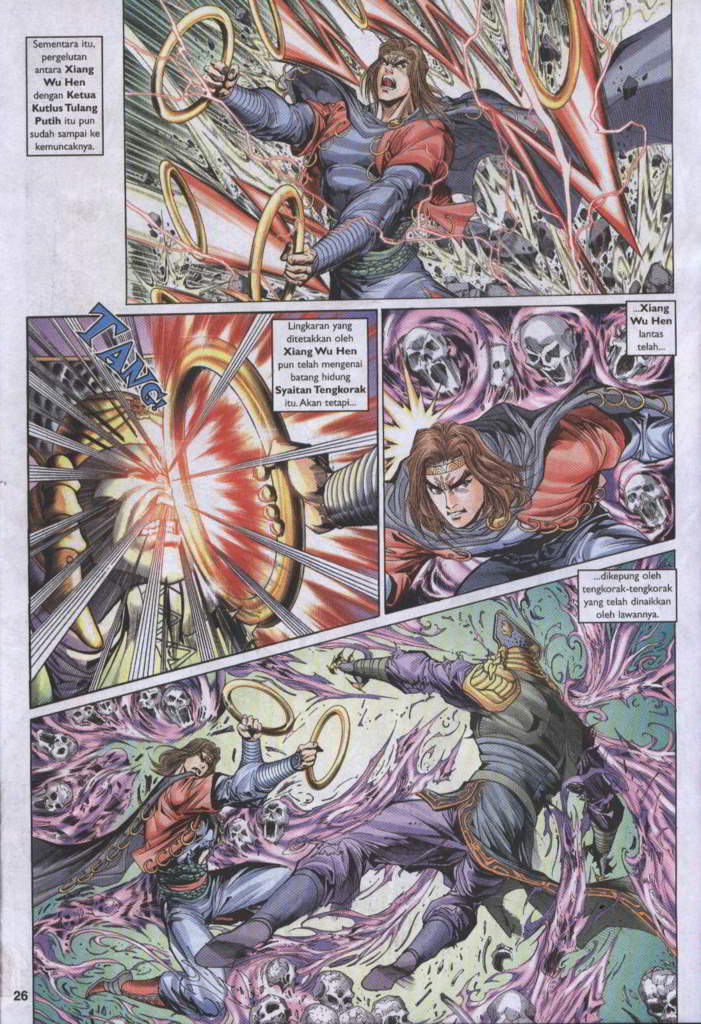 Sementara itu,
pergelutan
antara Xiang
Wu Hen
dengan Ketua
Kutlus Tulang
Putih itu pun
sudah sampai ke
kemuncaknya.
TANG
Lingkaran yang
ditetakkan oleh
Xiang Wu Hen
pun telah mengenai
batang hidung
Syaitan Tengkorak
itu. Akan tetapi...
...Xiang
Wu Hen
lantas
telah...
...dikepung oleh
tengkorak-tengkorak
yang telah dinaikkan
oleh lawannya.
26